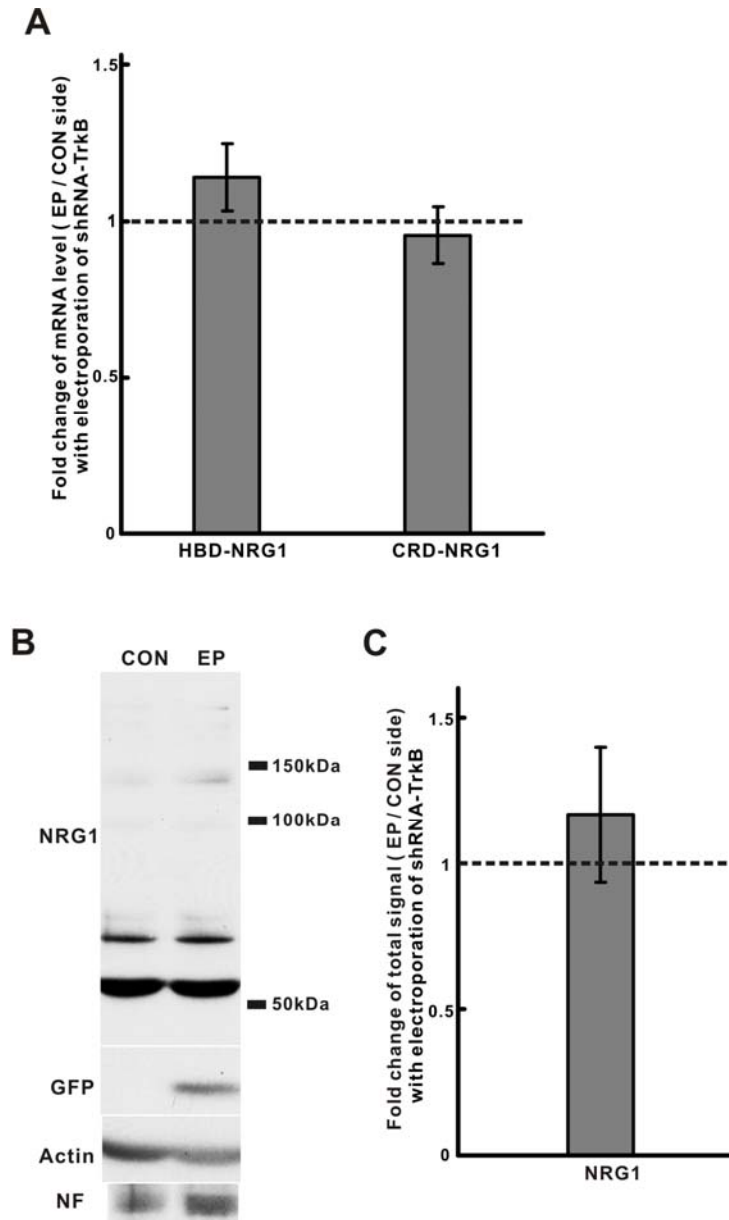 A
Fold change of mRNA level ( EP / CON side)
with electroporation of shRNA-TrkB
1.5
1
0.5
0
HBD-NRG1 CRD-NRG1
B
CON EP
150kDa
100kDa
NRG1
50kDa
GFP
Actin
NF
C
Fold change of total signal ( EP / CON side)
with electroporation of shRNA-TrkB
1.5
1
0.5
0
NRG1